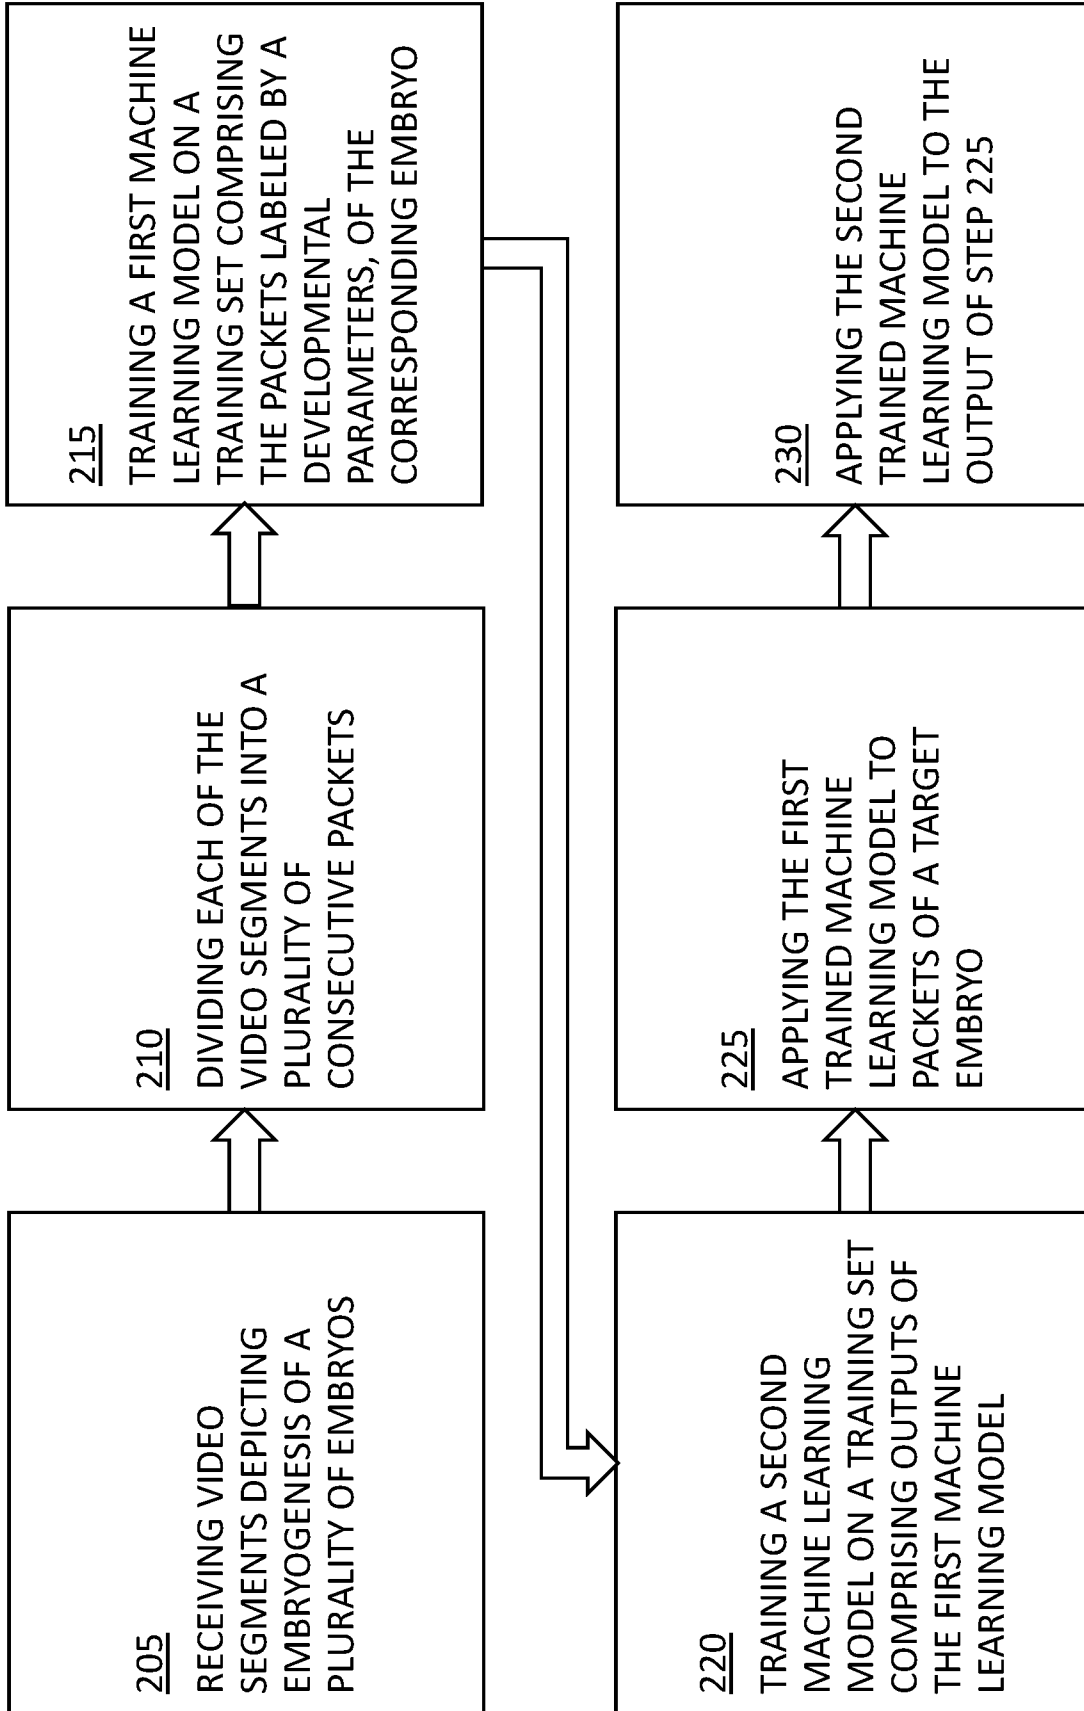 205
RECEIVING VIDEO
SEGMENTS DEPICTING
EMBRYOGENESIS OF A
PLURALITY OF EMBRYOS
210
DIVIDING EACH OF THE
VIDEO SEGMENTS INTO A
PLURALITY OF
CONSECUTIVE PACKETS
215
TRAINING A FIRST MACHINE
LEARNING MODEL ON A
TRAINING SET COMPRISING
THE PACKETS LABELED BY A
DEVELOPMENTAL
PARAMETERS, OF THE
CORRESPONDING EMBRYO
220
TRAINING A SECOND
MACHINE LEARNING
MODEL ON A TRAINING SET
COMPRISING OUTPUTS OF
THE FIRST MACHINE
LEARNING MODEL
225
APPLYING THE FIRST
TRAINED MACHINE
LEARNING MODEL TO
PACKETS OF A TARGET
EMBRYO
230
APPLYING THE SECOND
TRAINED MACHINE
LEARNING MODEL TO THE
OUTPUT OF STEP 225